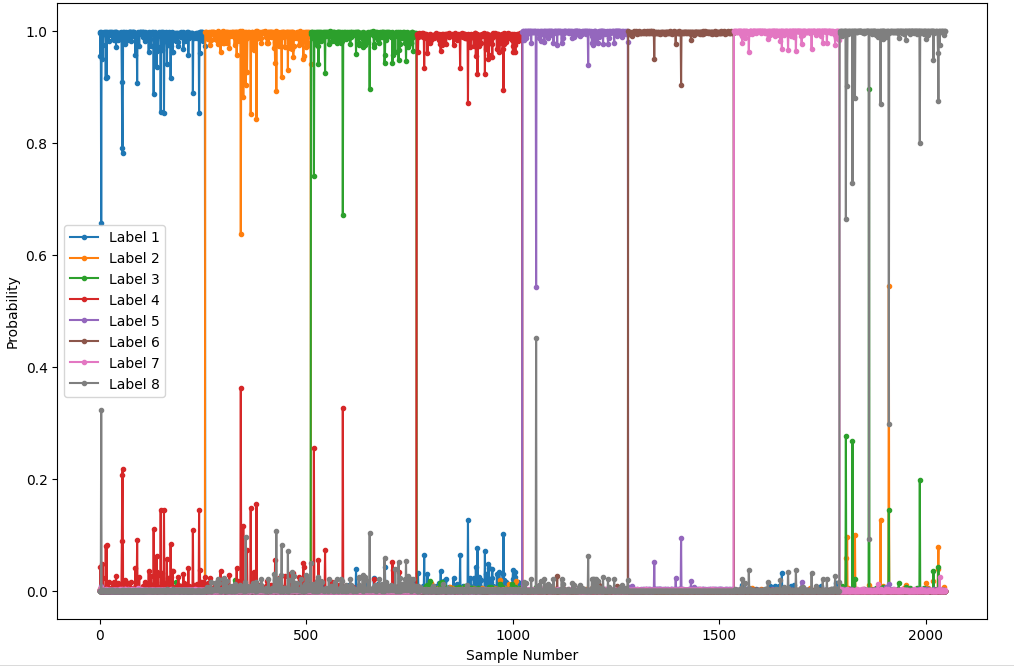 1.0
0.8
0.6
0.4
0.2
0.0
Probability
Label 1
Label 2
Label 3
Label 4
Label 5
Label 6
Label 7
Label 8
0
500
1000
1500
2000
Sample Number